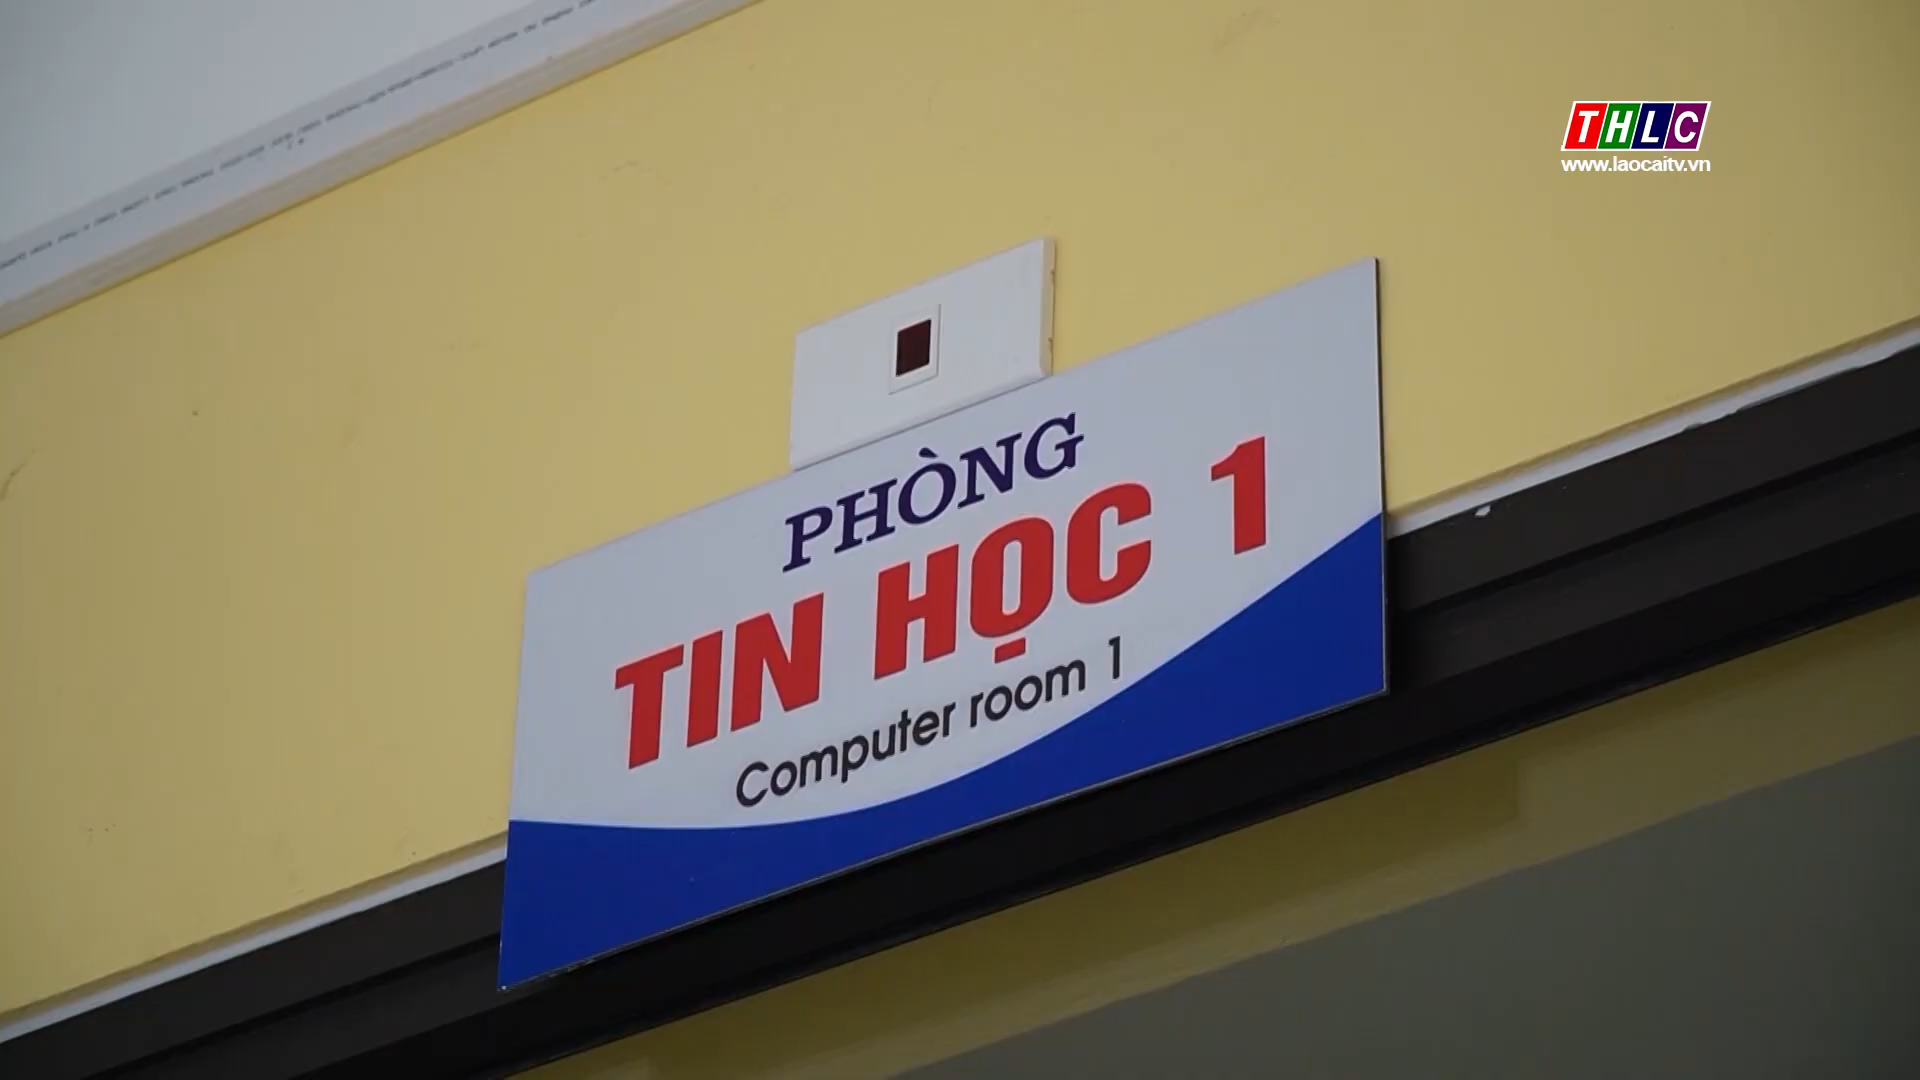 THLC
www.laocaitv.vn
PHÒNG
TIN HỌC 1
Computer room 1